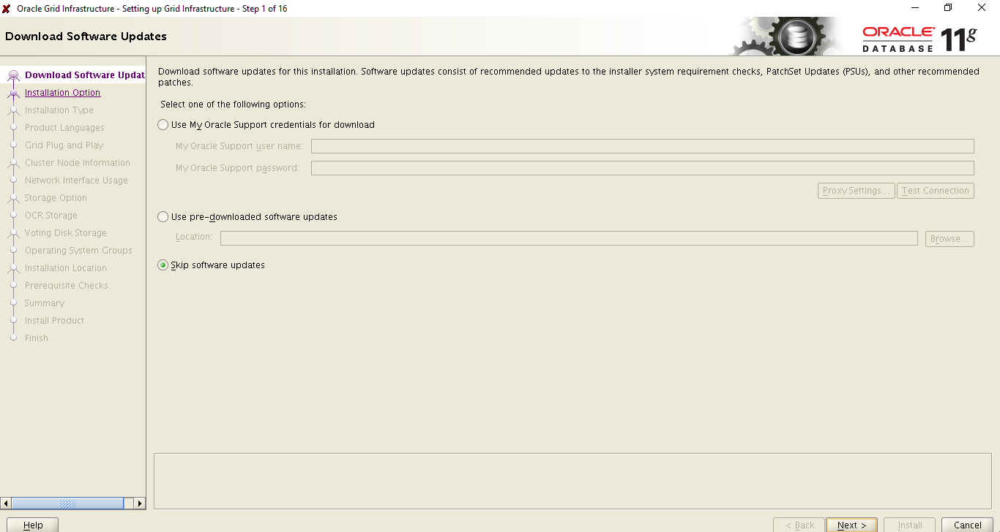 Oracle Grid Infrastructure - Setting up Grid Infrastructure - Step 1 of 16
Download Software Updates
ORACLE
DATABASE 11g
Download Software Updat
Installation Option
Installation Type
Product Languages
Grid Plug and Play
Cluster Node Information
Network Interface Usage
Storage Option
OCR Storage
Voting Disk Storage
Operating System Groups
Installation Location
Prerequisite Checks
Summary
Install Product
Finish
Download software updates for this installation. Software updates consist of recommended updates to the installer system requirement checks, PatchSet Updates (PSUs), and other recommended
patches.
Select one of the following options:
Use My Oracle Support credentials for download
My Oracle Support user name:
My Oracle Support password:
Proxy Settings... Test Connection
Use pre-downloaded software updates
Location: Browse...
Skip software updates
Help < Back Next > Install Cancel